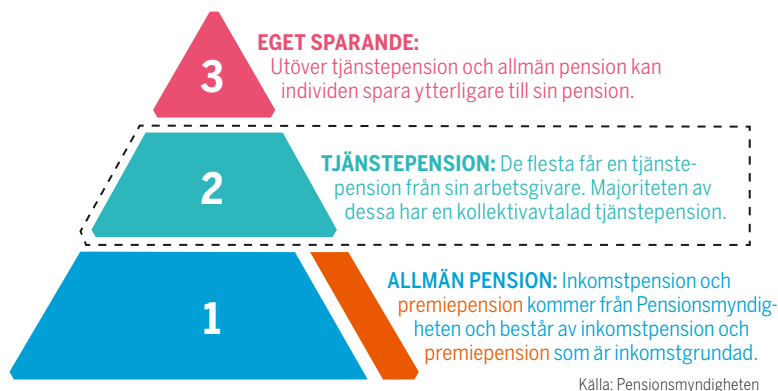 EGET SPARANDE:
Utöver tjänstepension och allmän pension kan
individen spara ytterligare till sin pension.
3
TJÄNSTEPENSION: De flesta får en tjänste-
pension från sin arbetsgivare. Majoriteten av
dessa har en kollektivavtalad tjänstepension.
2
ALLMÄN PENSION: Inkomstpension och
premiepension kommer från Pensionsmyndig-
heten och består av inkomstpension och
premiepension som är inkomstgrundad.
1
Källa: Pensionsmyndigheten